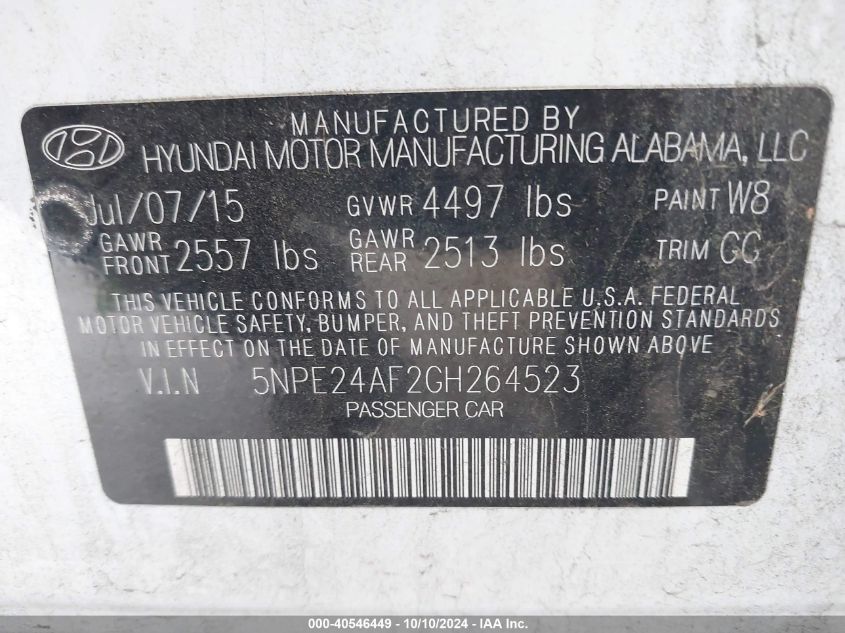 MANUFACTURED BY
HYUNDAI MOTOR MANUFACTURING ALABAMA, LLC
Jul/07/15 GVWR 4497 lbs PAINT W8
GAWR FRONT 2557 lbs GAWR REAR 2513 lbs TRIM CG
THIS VEHICLE CONFORMS TO ALL APPLICABLE U.S.A. FEDERAL
MOTOR VEHICLE SAFETY, BUMPER, AND THEFT PREVENTION STANDARDS
IN EFFECT ON THE DATE OF MANUFACTURE SHOWN ABOVE
V.I.N 5NPE24AF2GH264523
PASSENGER CAR
000-40546449 - 10/10/2024 - IAA Inc.